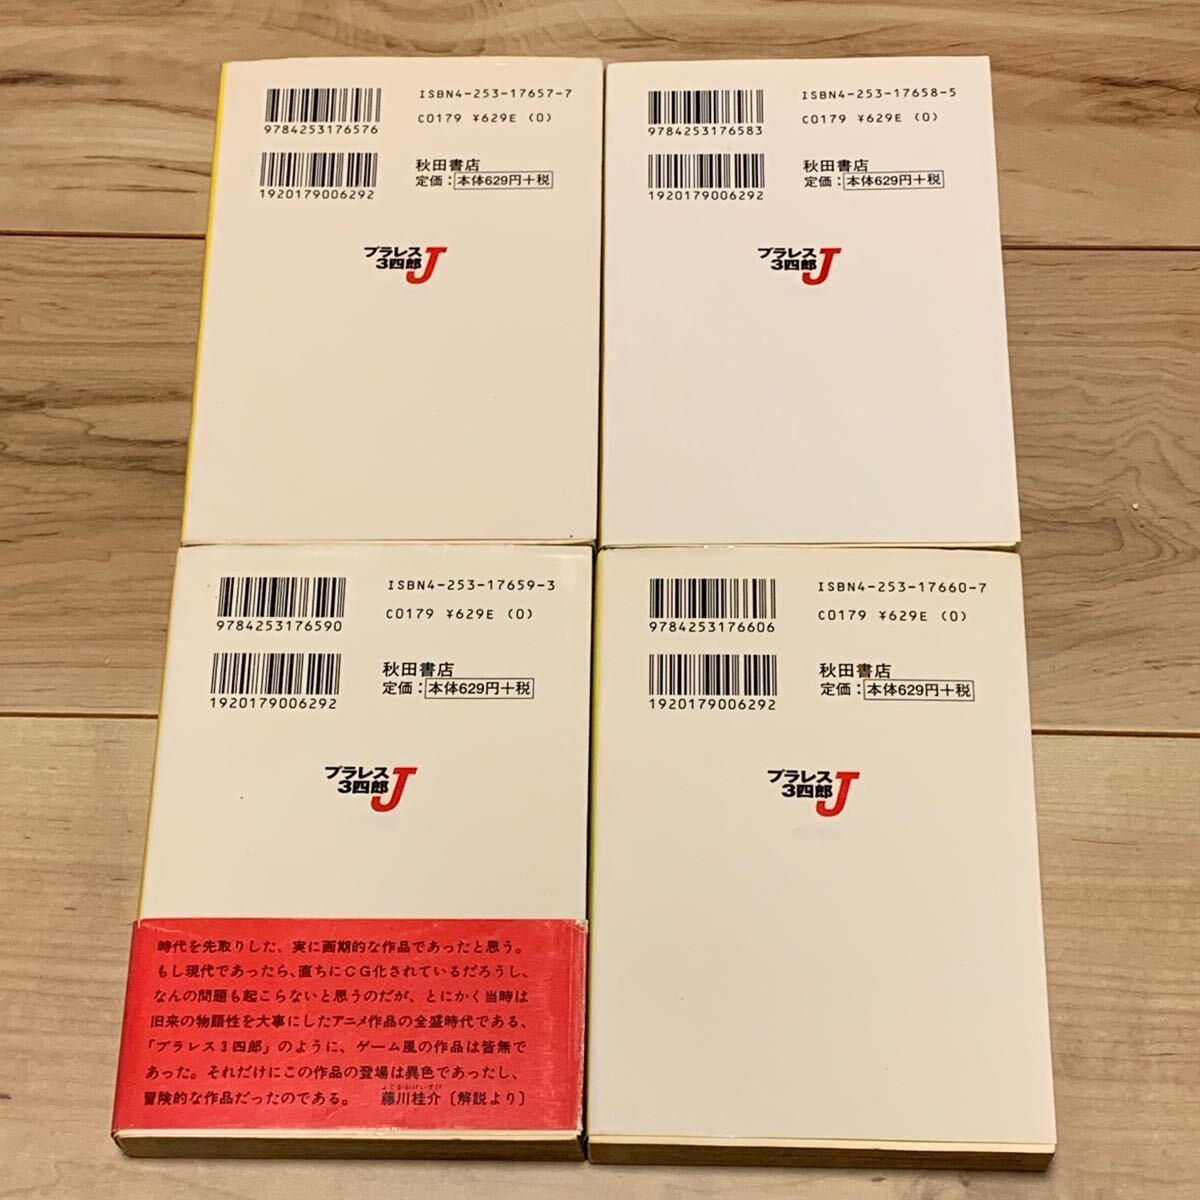 ISBN4-253-17657-7
9784253176576
C0179 ¥629E (0)
秋田書店
定価：本体629円+税
1920179006292
プラレス
3四郎 J
ISBN4-253-17658-5
9784253176583
C0179 ¥629E (0)
秋田書店
定価：本体629円+税
1920179006292
プラレス
3四郎 J
ISBN4-253-17659-3
9784253176590
C0179 ¥629E (0)
秋田書店
定価：本体629円+税
1920179006292
プラレス
3四郎 J
時代を先取りした、実に画期的な作品であったと思う。
もし現代であったら、直ちにCG化されているだろうし、
なんの問題も起こらないと思うのだが、とにかく当時は
旧来の物語性を大事にしたアニメ作品の全盛時代である、
「プラレス3四郎」のように、ゲーム風の作品は皆無で
あった。それだけにこの作品の登場は異色であったし、
冒険的な作品だったのである。 藤川桂介〔解説より〕
ふじかわけいすけ
ISBN4-253-17660-7
9784253176606
C0179 ¥629E (0)
秋田書店
定価：本体629円+税
1920179006292
プラレス
3四郎 J